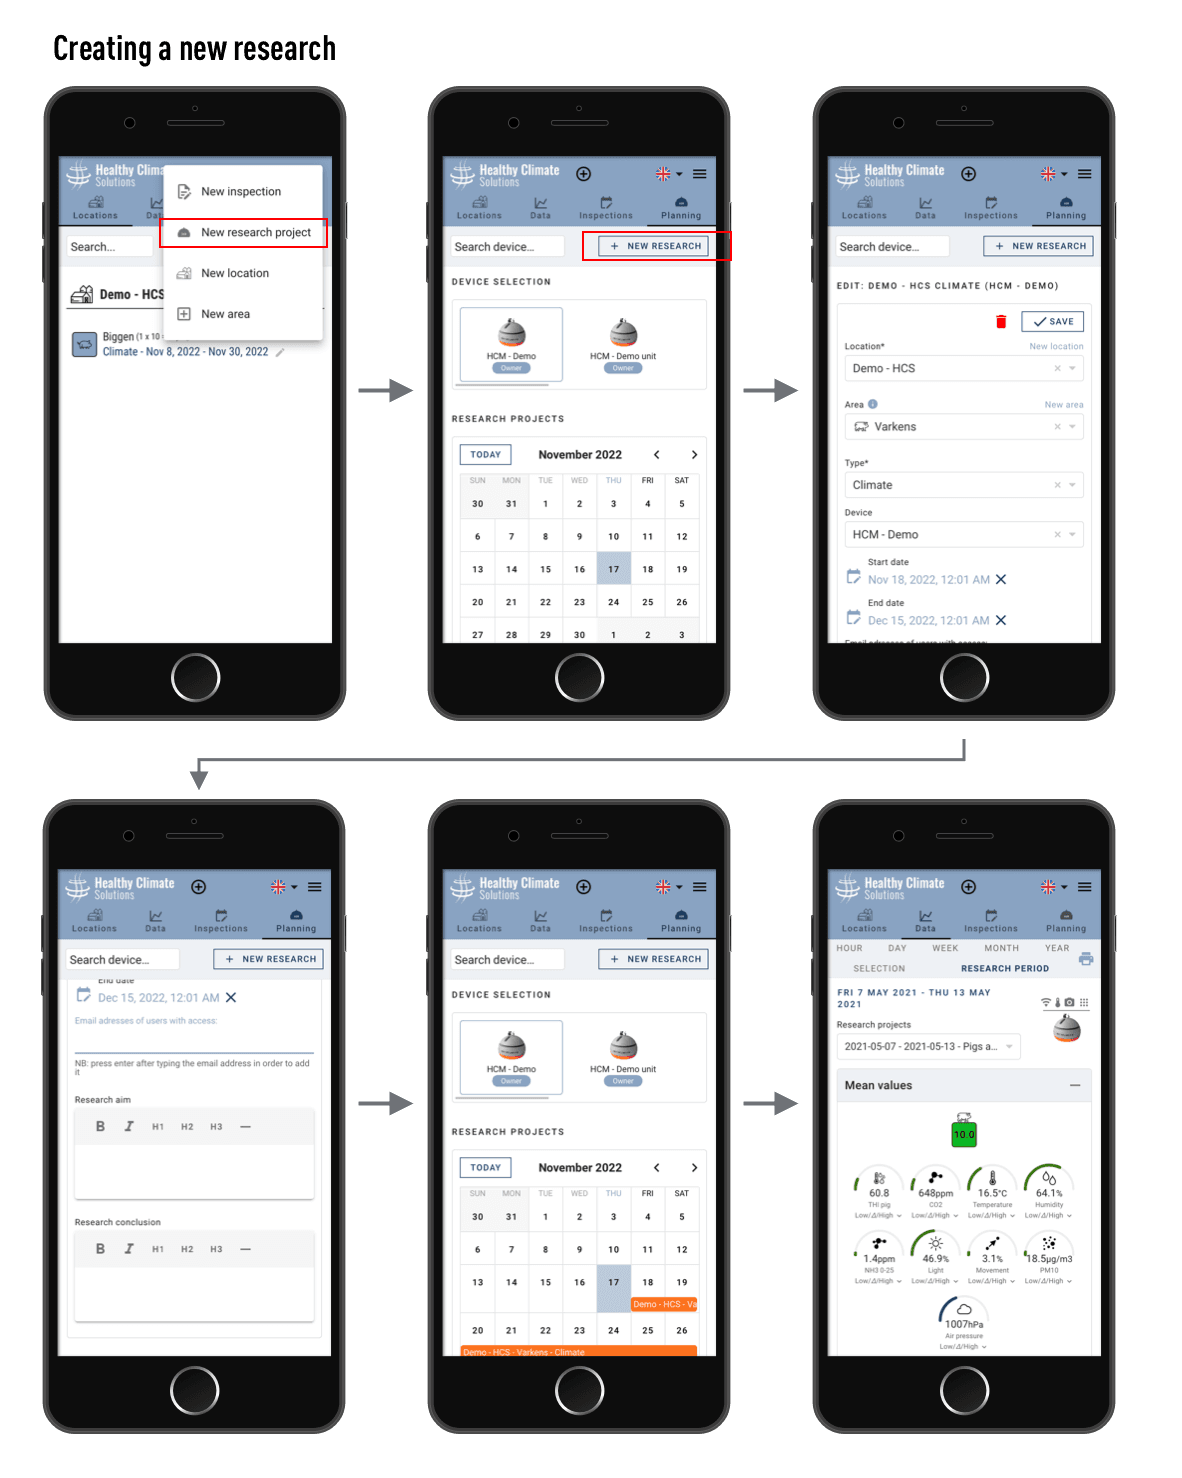 Creating a new research
Healthy Clima
Solutions
New inspection
New research project
New location
New area
Locations
Dat
Search...
Demo - HCS
Biggen (1 x 10 =
Climate - Nov 8, 2022 - Nov 30, 2022
Healthy Climate
Solutions
Locations Data Inspections Planning
Search device...
+ NEW RESEARCH
DEVICE SELECTION
HCM - Demo HCM - Demo unit
Owner Owner
RESEARCH PROJECTS
TODAY November 2022 < >
SUN MON TUE WED THU FRI SAT
30 31 1 2 3 4 5
6 7 8 9 10 11 12
13 14 15 16 17 18 19
20 21 22 23 24 25 26
27 28 29 30 1 2 3
Healthy Climate
Solutions
Locations Data Inspections Planning
Search device...
+ NEW RESEARCH
EDIT: DEMO - HCS CLIMATE (HCM - DEMO)
SAVE
Location* New location
Demo - HCS
Area New area
Varkens
Type*
Climate
Device
HCM - Demo
Start date
Nov 18, 2022, 12:01 AM
End date
Dec 15, 2022, 12:01 AM
Email adresses of users with access:
Healthy Climate
Solutions
Locations Data Inspections Planning
Search device...
+ NEW RESEARCH
End date
Dec 15, 2022, 12:01 AM
Email adresses of users with access:
NB: press enter after typing the email address in order to add
it
Research aim
B I H1 H2 H3 —
Research conclusion
B I H1 H2 H3 —
Healthy Climate
Solutions
Locations Data Inspections Planning
Search device...
+ NEW RESEARCH
DEVICE SELECTION
HCM - Demo HCM - Demo unit
Owner Owner
RESEARCH PROJECTS
TODAY November 2022 < >
SUN MON TUE WED THU FRI SAT
30 31 1 2 3 4 5
6 7 8 9 10 11 12
13 14 15 16 17 18 19
Demo - HCS - Va
20 21 22 23 24 25 26
Demo - HCS - Varkens - Climate
Healthy Climate
Solutions
Locations Data Inspections Planning
HOUR DAY WEEK MONTH YEAR
SELECTION RESEARCH PERIOD
FRI 7 MAY 2021 - THU 13 MAY
2021
Research projects
2021-05-07 - 2021-05-13 - Pigs a...
Mean values
10.0
60.8 648ppm 16.5°C 64.1%
THI pig CO2 Temperature Humidity
Low/Δ/High Low/Δ/High Low/Δ/High Low/Δ/High
1.4ppm 46.9% 3.1% 18.5µg/m3
NH3 0-25 Light Movement PM10
Low/Δ/High Low/Δ/High Low/Δ/High Low/Δ/High
1007hPa
Air pressure
Low/Δ/High